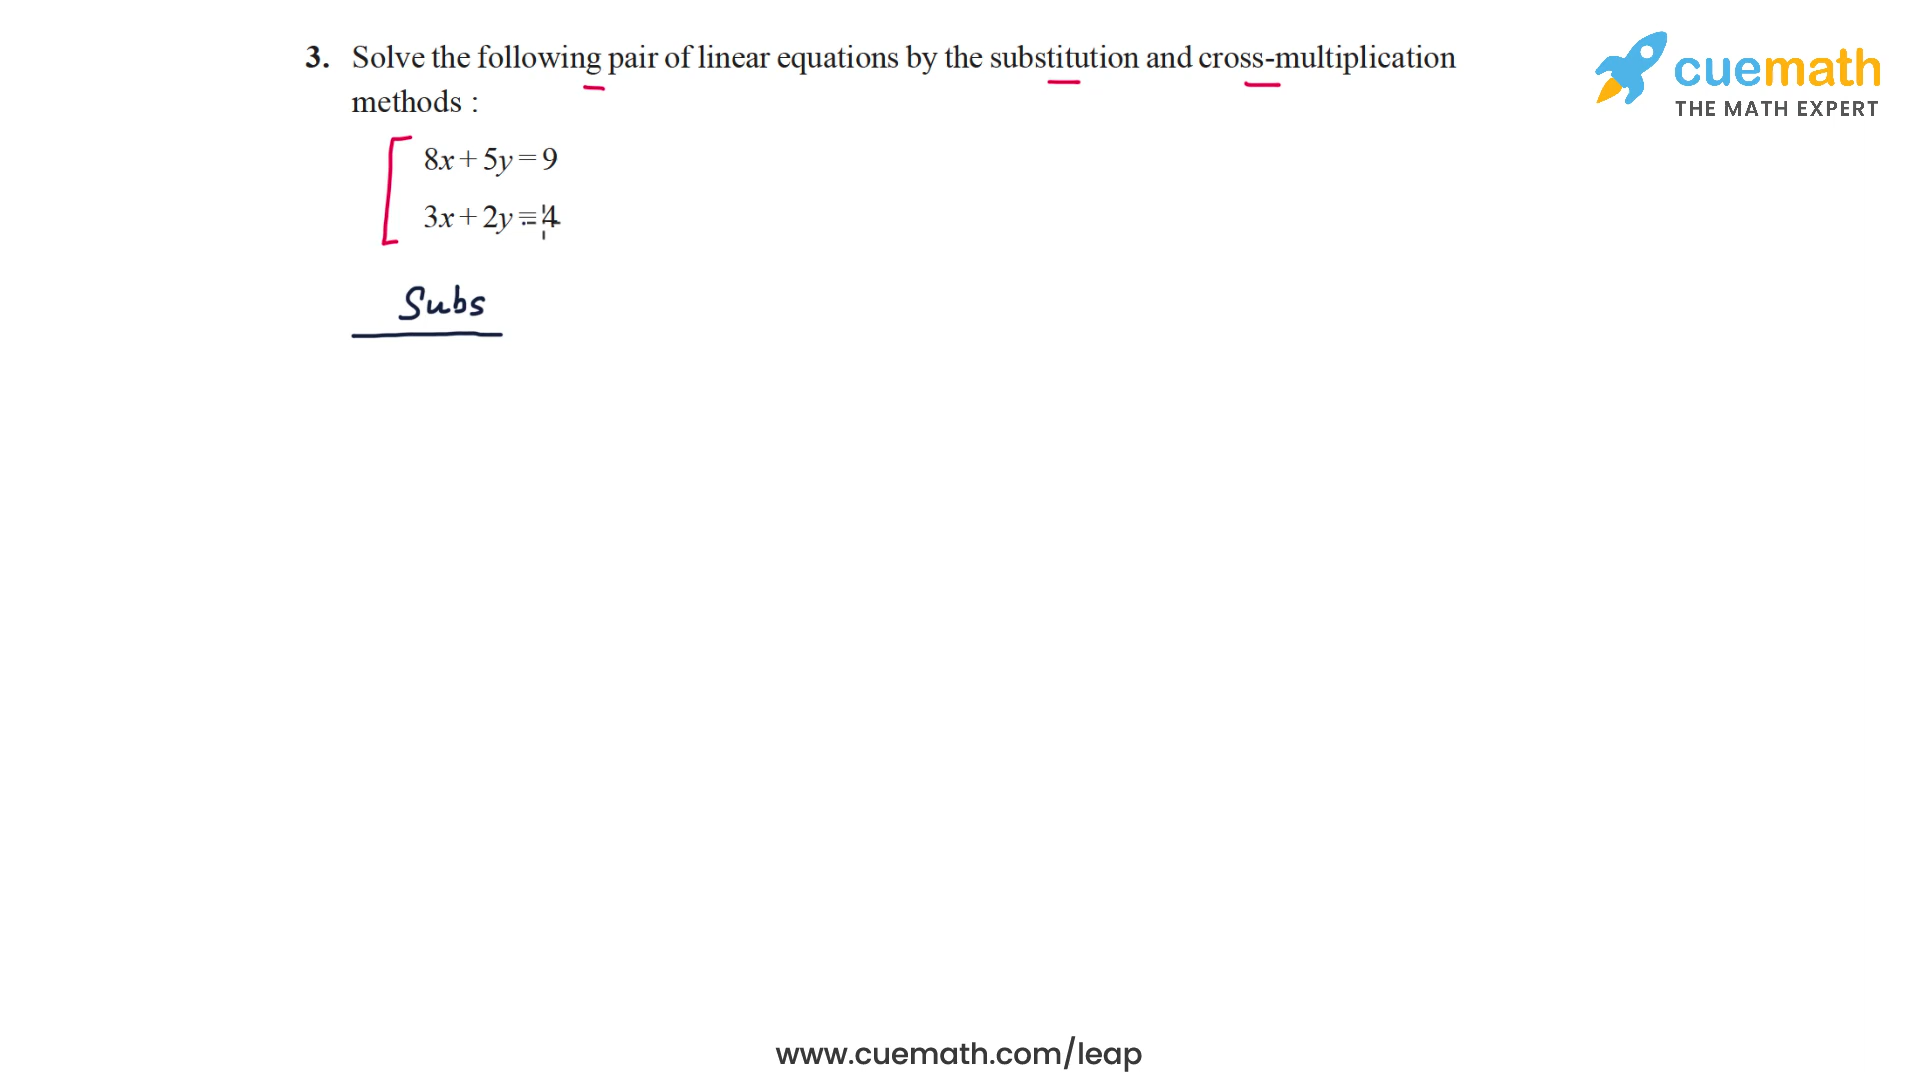 3. Solve the following pair of linear equations by the substitution and cross-multiplication
methods :
8x + 5y = 9
3x + 2y = 4
Subs
cuemath
THE MATH EXPERT
www.cuemath.com/leap